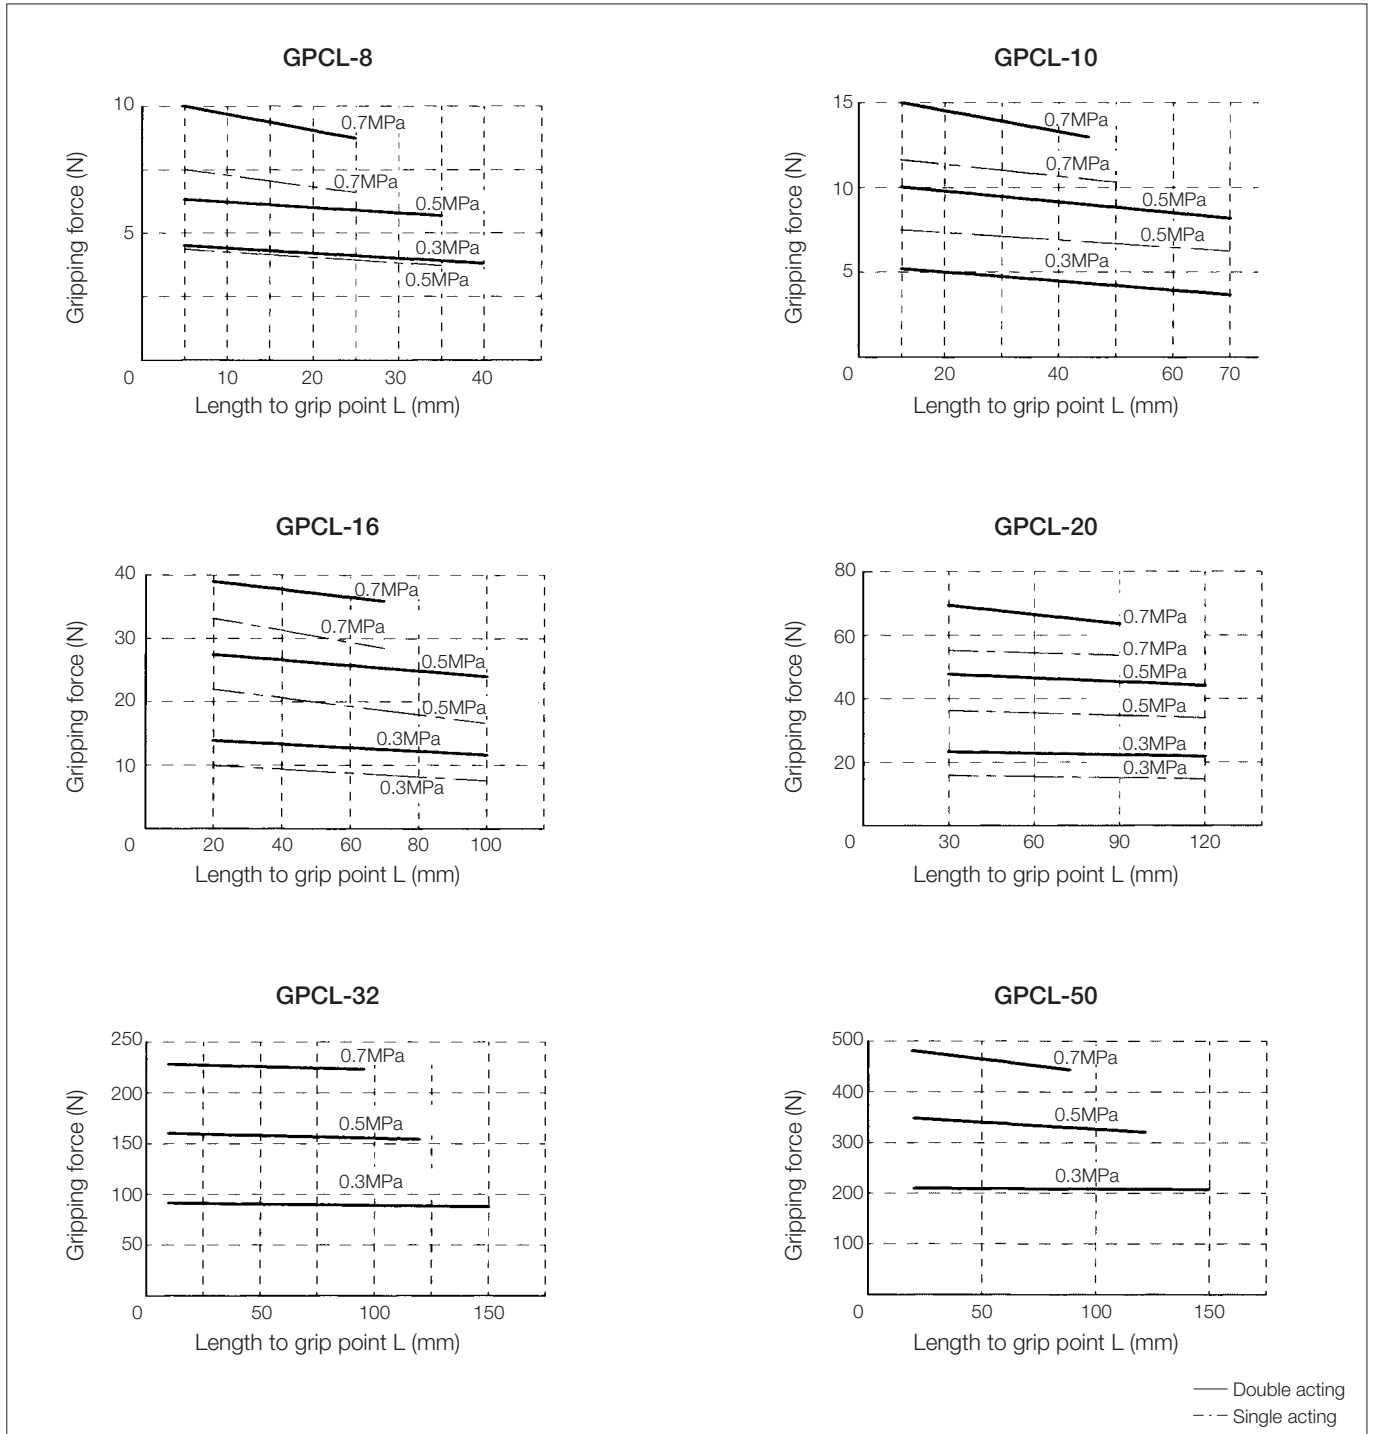 GPCL-8
Gripping force (N)
10
5
0
10
20
30
40
0.7MPa
0.7MPa
0.5MPa
0.3MPa
0.5MPa
Length to grip point L (mm)
GPCL-10
Gripping force (N)
15
10
5
0
20
40
60
70
0.7MPa
0.7MPa
0.5MPa
0.5MPa
0.3MPa
Length to grip point L (mm)
GPCL-16
Gripping force (N)
40
30
20
10
0
20
40
60
80
100
0.7MPa
0.7MPa
0.5MPa
0.5MPa
0.3MPa
0.3MPa
Length to grip point L (mm)
GPCL-20
Gripping force (N)
80
60
40
20
0
30
60
90
120
0.7MPa
0.7MPa
0.5MPa
0.5MPa
0.3MPa
0.3MPa
Length to grip point L (mm)
GPCL-32
Gripping force (N)
250
200
150
100
50
0
50
100
150
0.7MPa
0.5MPa
0.3MPa
Length to grip point L (mm)
GPCL-50
Gripping force (N)
500
400
300
200
100
0
50
100
150
0.7MPa
0.5MPa
0.3MPa
Length to grip point L (mm)
Double acting
Single acting